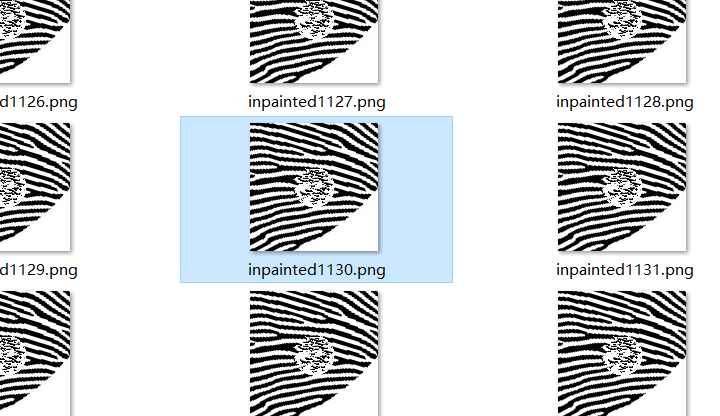 d1126.png
inpainted1127.png
inpainted1128.png
d1129.png
inpainted1130.png
inpainted1131.png